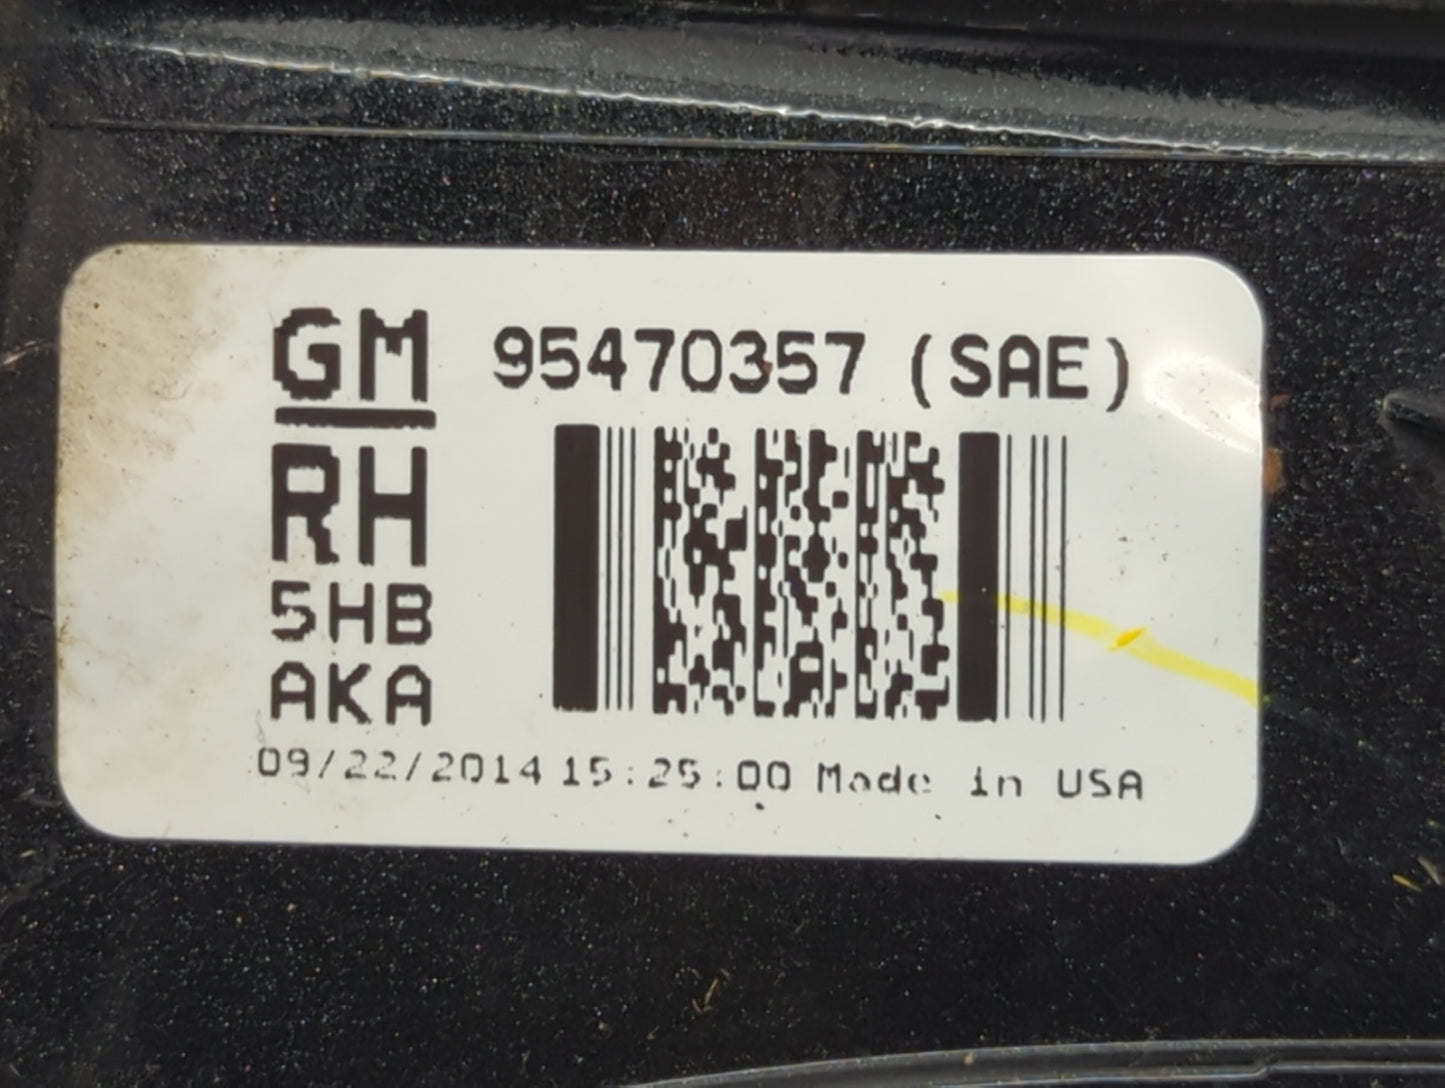 GM 95470357 (SAE)
RH
5HB
AKA
09/22/2014 15:25:00 Made in USA